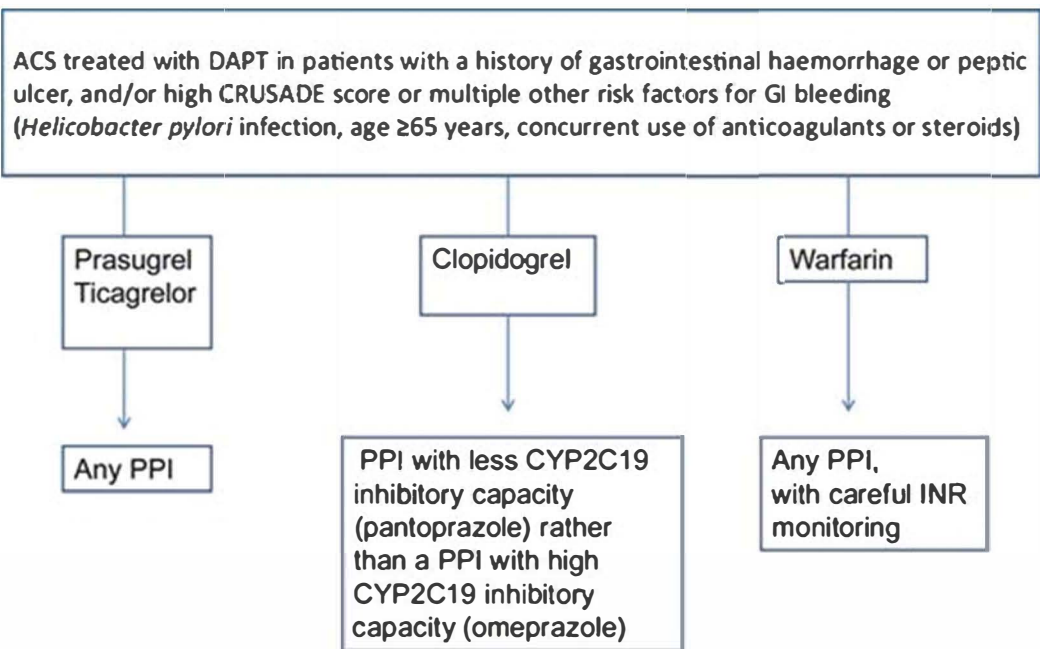 ACS treated with DAPT in patients with a history of gastrointestinal haemorrhage or peptic
ulcer, and/or high CRUSADE score or multiple other risk factors for GI bleeding
(Helicobacter pylori infection, age ≥65 years, concurrent use of anticoagulants or steroids)
Prasugrel
Ticagrelor
Any PPI
Clopidogrel
PPI with less CYP2C19
inhibitory capacity
(pantoprazole) rather
than a PPI with high
CYP2C19 inhibitory
capacity (omeprazole)
Warfarin
Any PPI,
with careful INR
monitoring